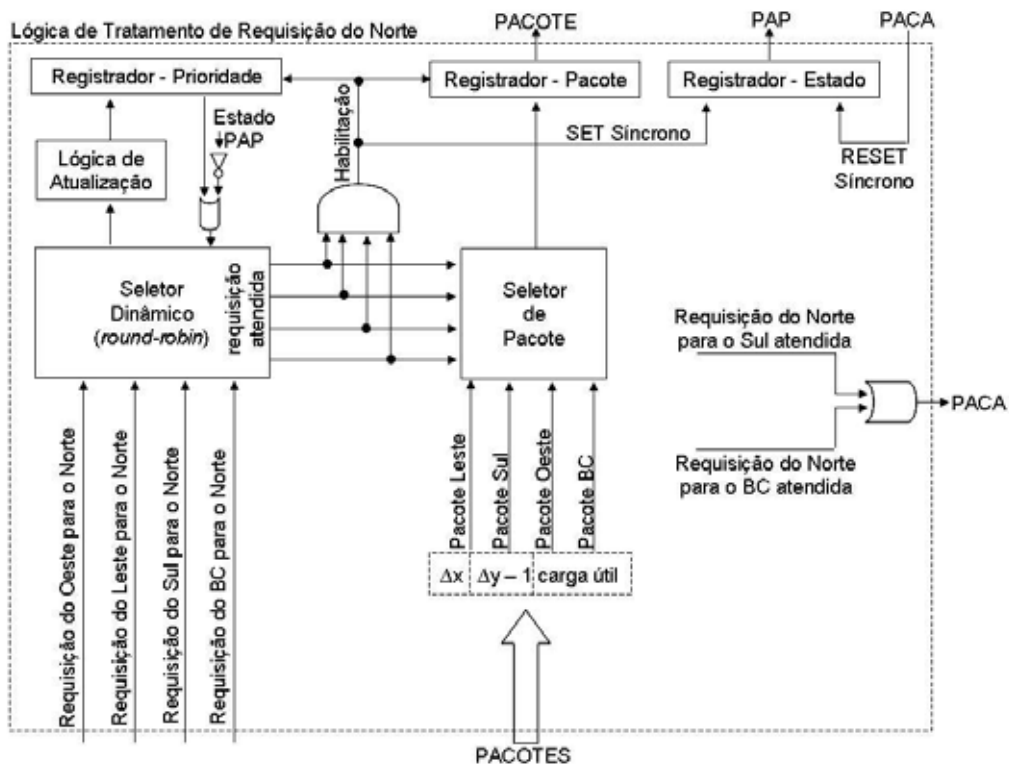 PACOTE
PAP
PACA
Lógica de Tratamento de Requisição do Norte
Registrador - Prioridade
Registrador - Pacote
Registrador - Estado
Estado
PAP
Habilitação
SET Síncrono
RESET
Síncrono
Lógica de
Atualização
Seletor
Dinâmico
(round-robin)
requisição
atendida
Seletor
de
Pacote
Requisição do Norte
para o Sul atendida
PACA
Requisição do Norte
para o BC atendida
Requisição do Oeste para o Norte
Requisição do Leste para o Norte
Requisição do Sul para o Norte
Requisição do BC para o Norte
Pacote Leste
Pacote Sul
Pacote Oeste
Pacote BC
Δx Δy – 1 carga útil
PACOTES